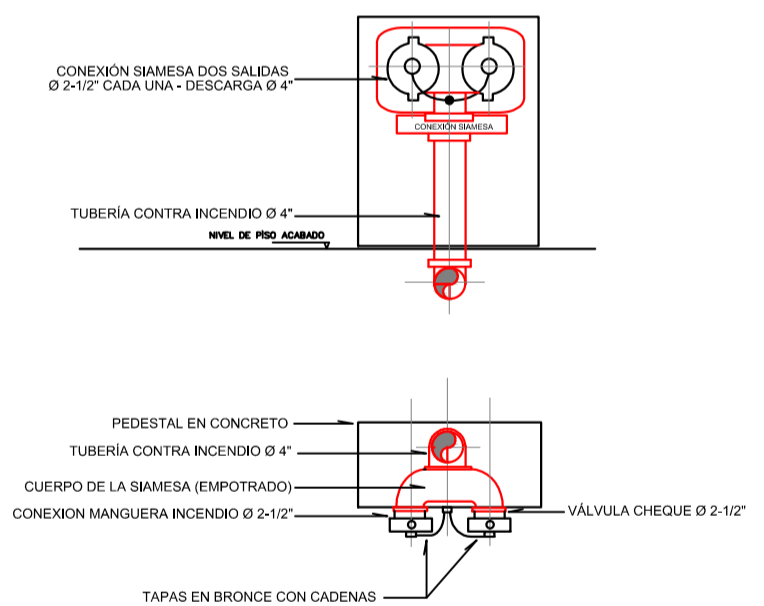 CONEXIÓN SIAMESA DOS SALIDAS
Ø 2-1/2" CADA UNA - DESCARGA Ø 4"
CONEXIÓN SIAMESA
TUBERÍA CONTRA INCENDIO Ø 4"
NIVEL DE PISO ACABADO
PEDESTAL EN CONCRETO
TUBERÍA CONTRA INCENDIO Ø 4"
CUERPO DE LA SIAMESA (EMPOTRADO)
CONEXION MANGUERA INCENDIO Ø 2-1/2"
VÁLVULA CHEQUE Ø 2-1/2"
TAPAS EN BRONCE CON CADENAS